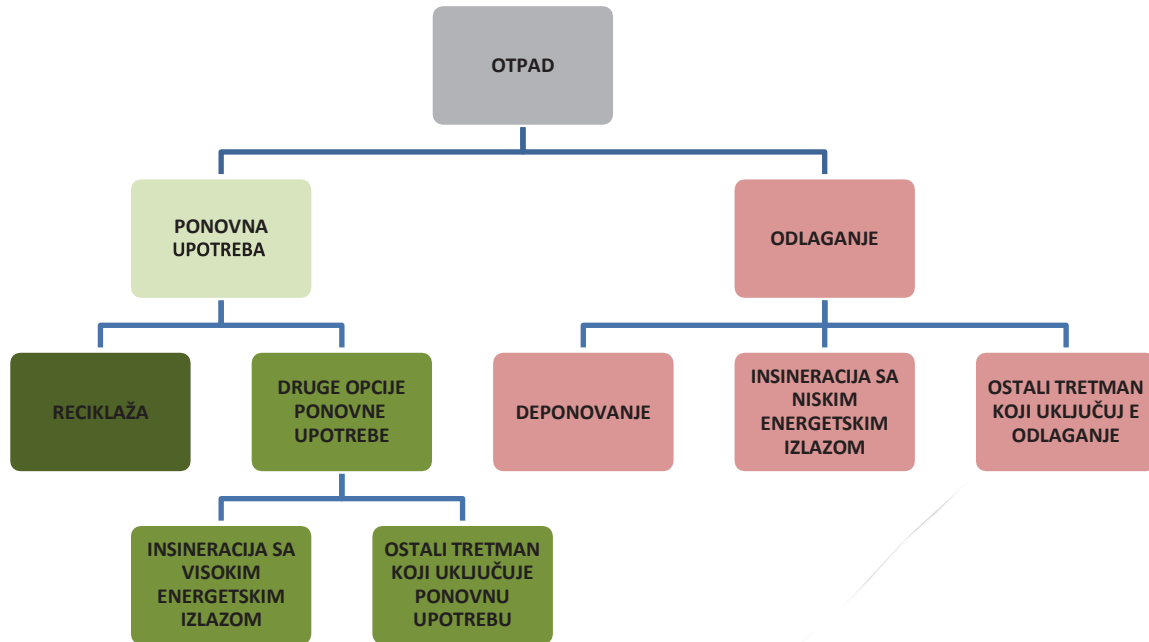 OTPAD
PONOVNA
UPOTREBA
ODLAGANJE
RECIKLAŽA
DRUGE OPCIJE
PONOVNE
UPOTREBE
DEPONOVANJE
INSINERACIJA SA
NISKIM
ENERGETSKIM
IZLAZOM
OSTALI TRETMAN
KOJI UKLJUČUJ E
ODLAGANJE
INSINERACIJA SA
VISOKIM
ENERGETSKIM
IZLAZOM
OSTALI TRETMAN
KOJI UKLJUČUJE
PONOVNU
UPOTREBU